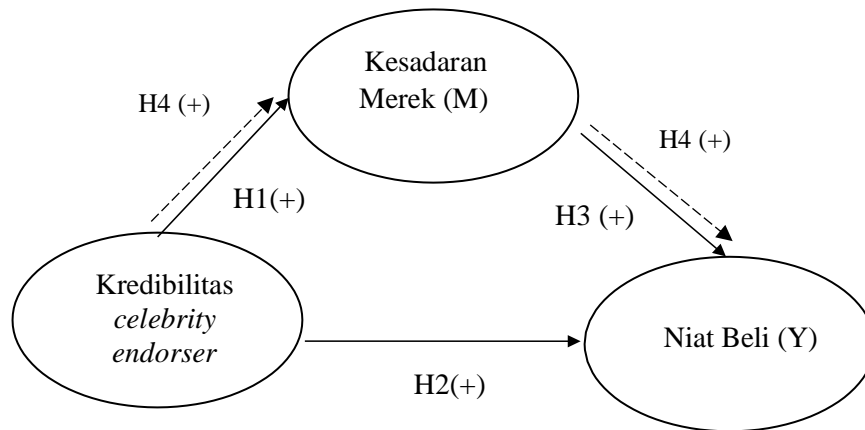 Kesadaran
Merek (M)
H4 (+)
H4 (+)
H1(+)
H3 (+)
Kredibilitas
celebrity
endorser
Niat Beli (Y)
H2(+)